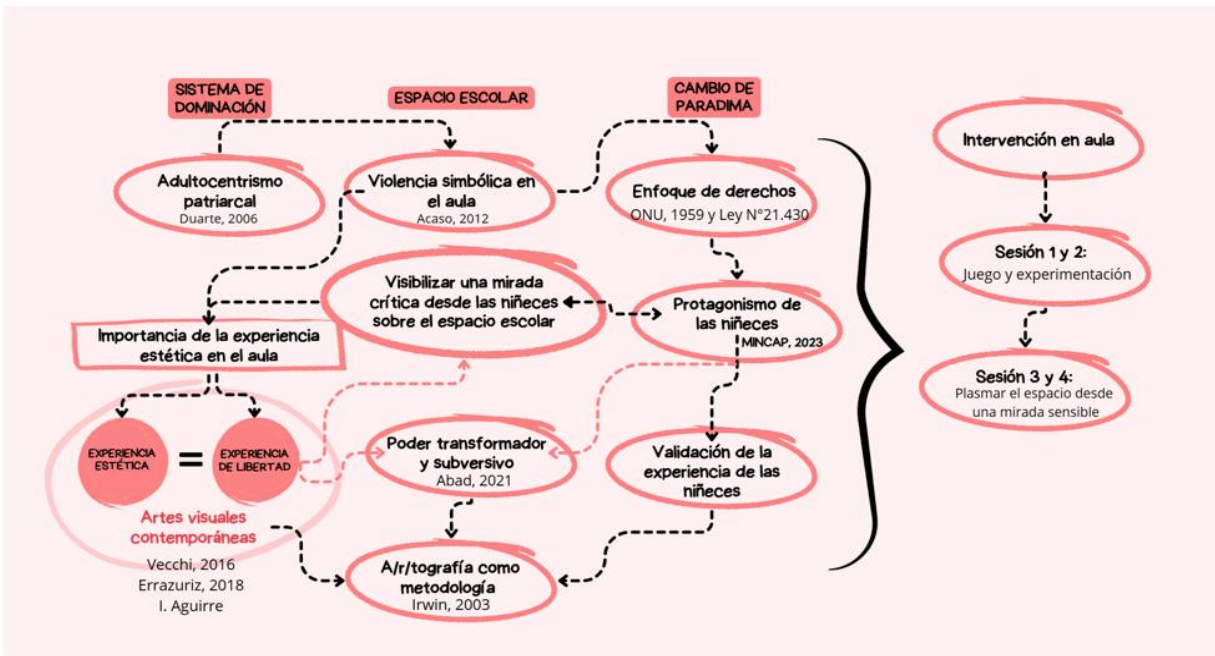 SISTEMA DE
DOMINACIÓN
ESPACIO ESCOLAR
CAMBIO DE
PARADIMA
Adultocentrismo
patriarcal
Duarte, 2006
Violencia simbólica en
el aula
Acaso, 2012
Enfoque de derechos
ONU, 1959 y Ley N°21.430
Visibilizar una mirada
crítica desde las niñeces
sobre el espacio escolar
Protagonismo de
las niñeces
MINCAP, 2023
Importancia de la experiencia
estética en el aula
EXPERIENCIA
ESTÉTICA
=
EXPERIENCIA
DE LIBERTAD
Artes visuales
contemporáneas
Vecchi, 2016
Errazuriz, 2018
I. Aguirre
Poder transformador
y subversivo
Abad, 2021
Validación de la
experiencia de las
niñeces
A/r/tografía como
metodología
Irwin, 2003
Intervención en aula
Sesión 1 y 2:
Juego y experimentación
Sesión 3 y 4:
Plasmar el espacio desde
una mirada sensible